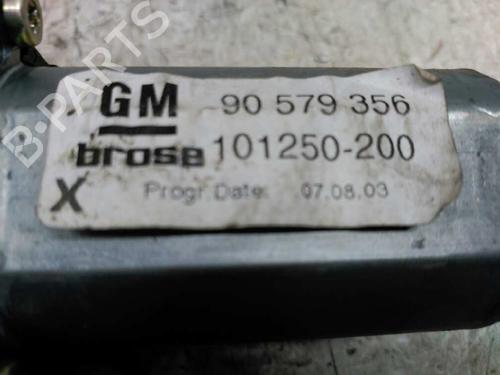 GM 90 579 356
brose 101250-200
X Progr.Date: 07.08.03
B-PARTS